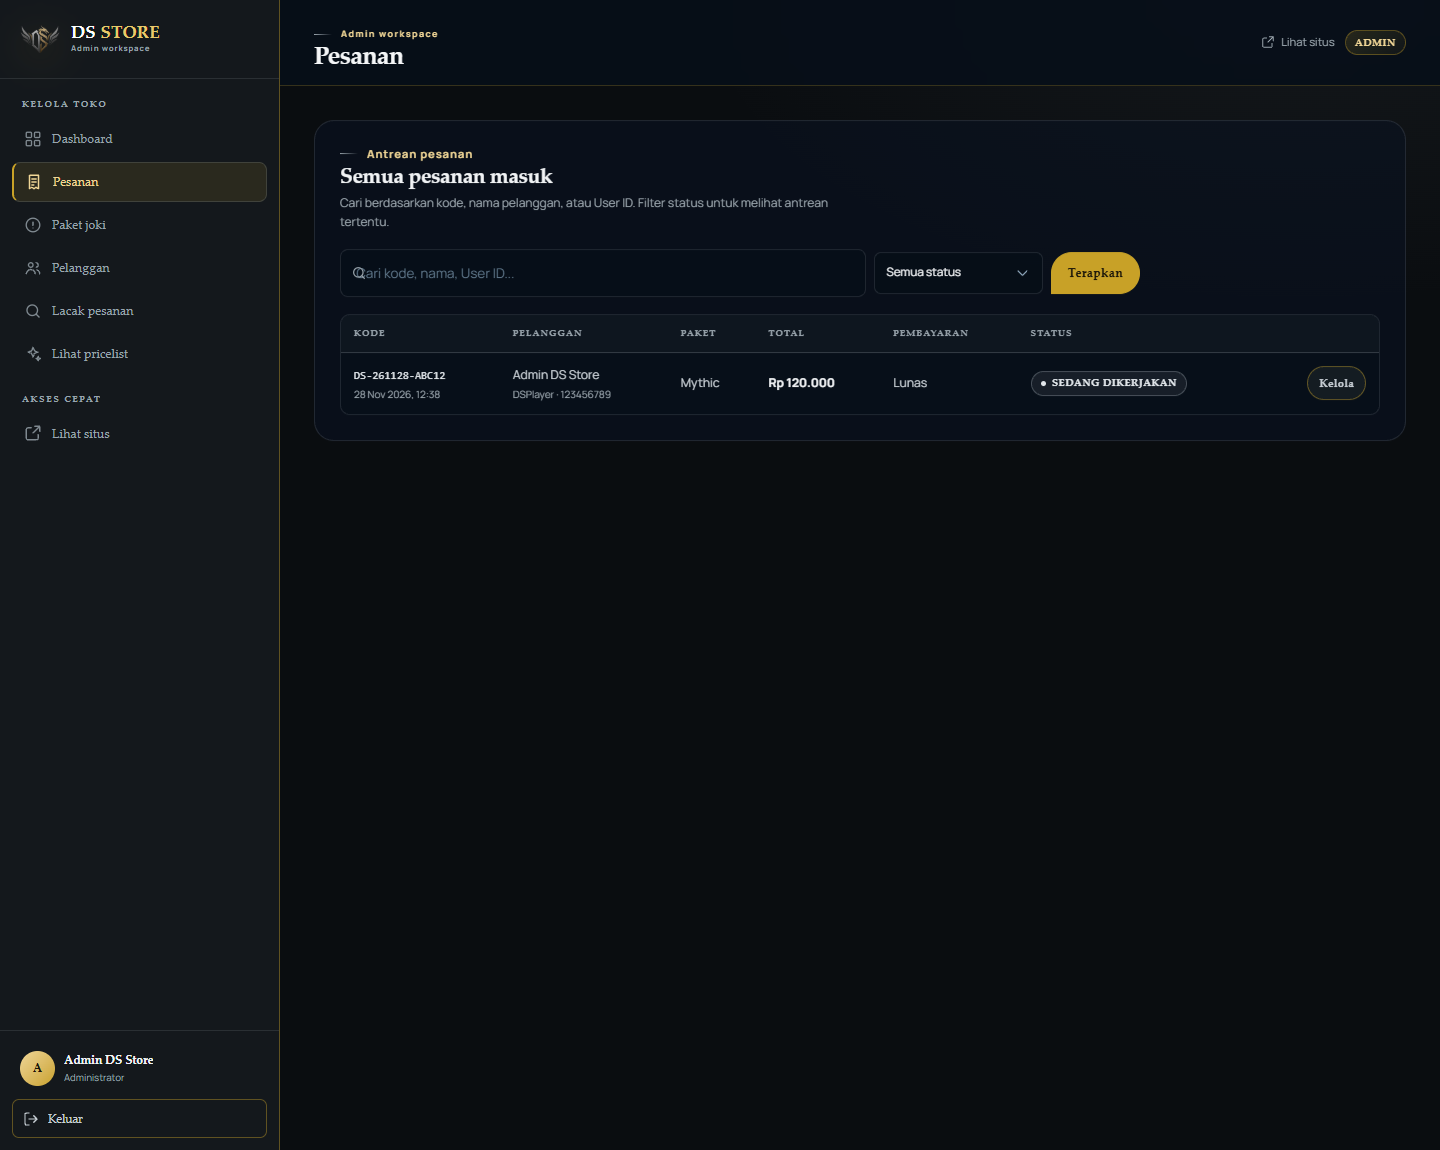 DS STORE
Admin workspace
KELOLA TOKO
Dashboard
Pesanan
Paket joki
Pelanggan
Lacak pesanan
Lihat pricelist
AKSES CEPAT
Lihat situs
A
Admin DS Store
Administrator
Keluar
Admin workspace
Pesanan
Lihat situs
ADMIN
Antrean pesanan
Semua pesanan masuk
Cari berdasarkan kode, nama pelanggan, atau User ID. Filter status untuk melihat antrean
tertentu.
Cari kode, nama, User ID...
Semua status
Terapkan
KODE PELANGGAN PAKET TOTAL PEMBAYARAN STATUS
DS-261128-ABC12 Admin DS Store Mythic Rp 120.000 Lunas SEDANG DIKERJAKAN Kelola
28 Nov 2026, 12:38 DSPlayer · 123456789